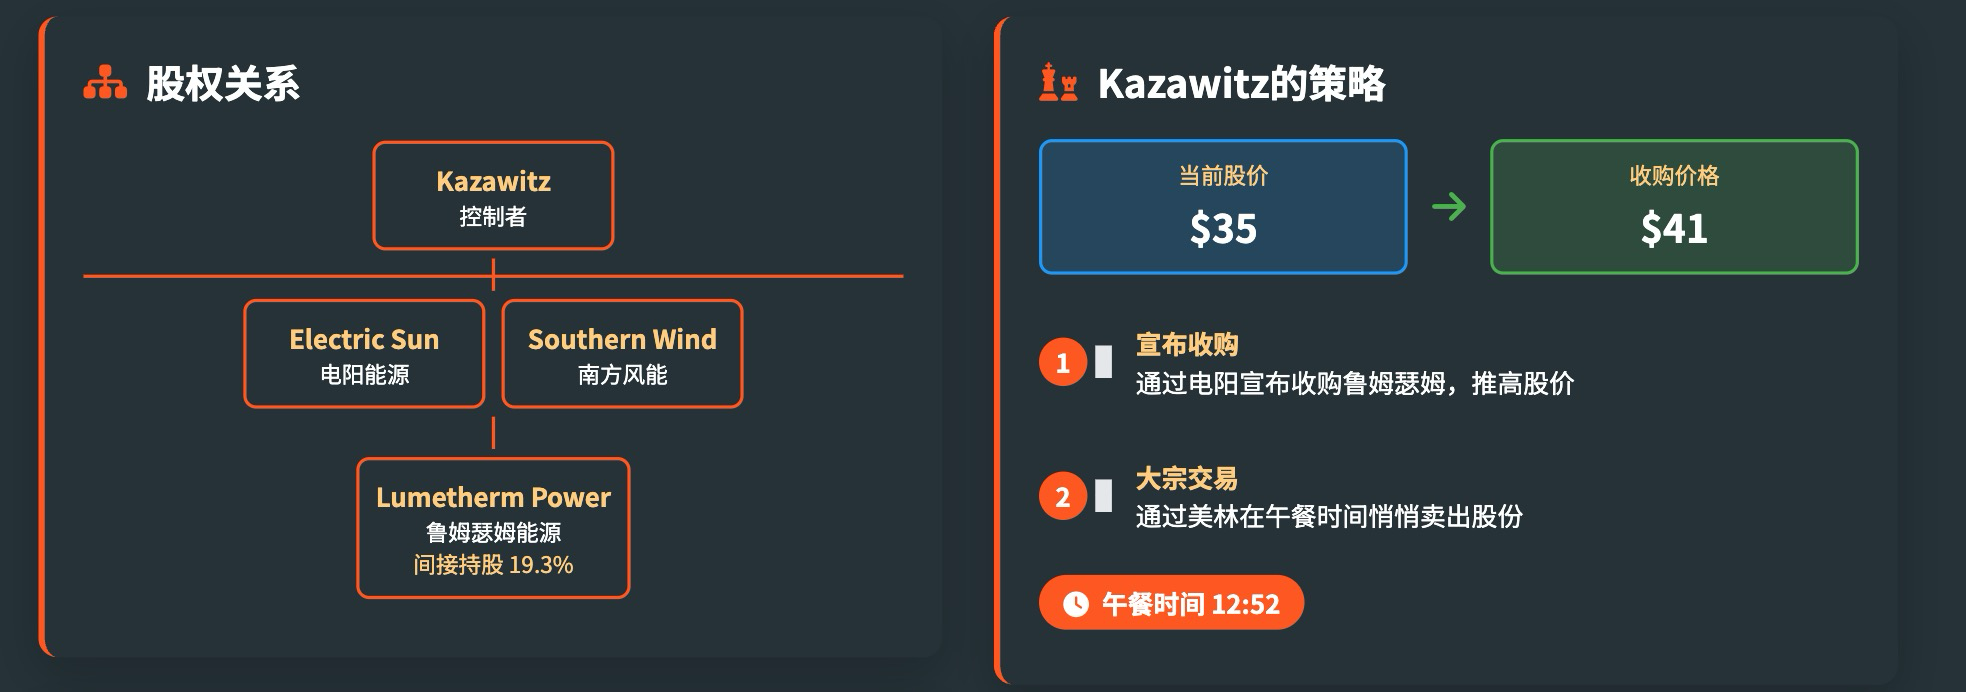 股权关系
Kazawitz
控制者
Electric Sun
电阳能源
Southern Wind
南方风能
Lumetherm Power
鲁姆瑟姆能源
间接持股 19.3%
Kazawitz的策略
当前股价
$35
收购价格
$41
1
宣布收购
通过电阳宣布收购鲁姆瑟姆，推高股价
2
大宗交易
通过美林在午餐时间悄悄卖出股份
午餐时间 12:52